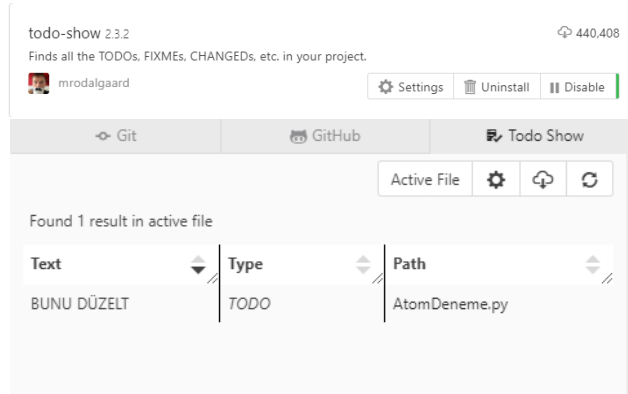 todo-show 2.3.2 440,408
Finds all the TODOs, FIXMEs, CHANGEDs, etc. in your project.
mrodalgaard Settings Uninstall Disable
Git GitHub Todo Show
Active File
Found 1 result in active file
Text Type Path
BUNU DÜZELT TODO AtomDeneme.py